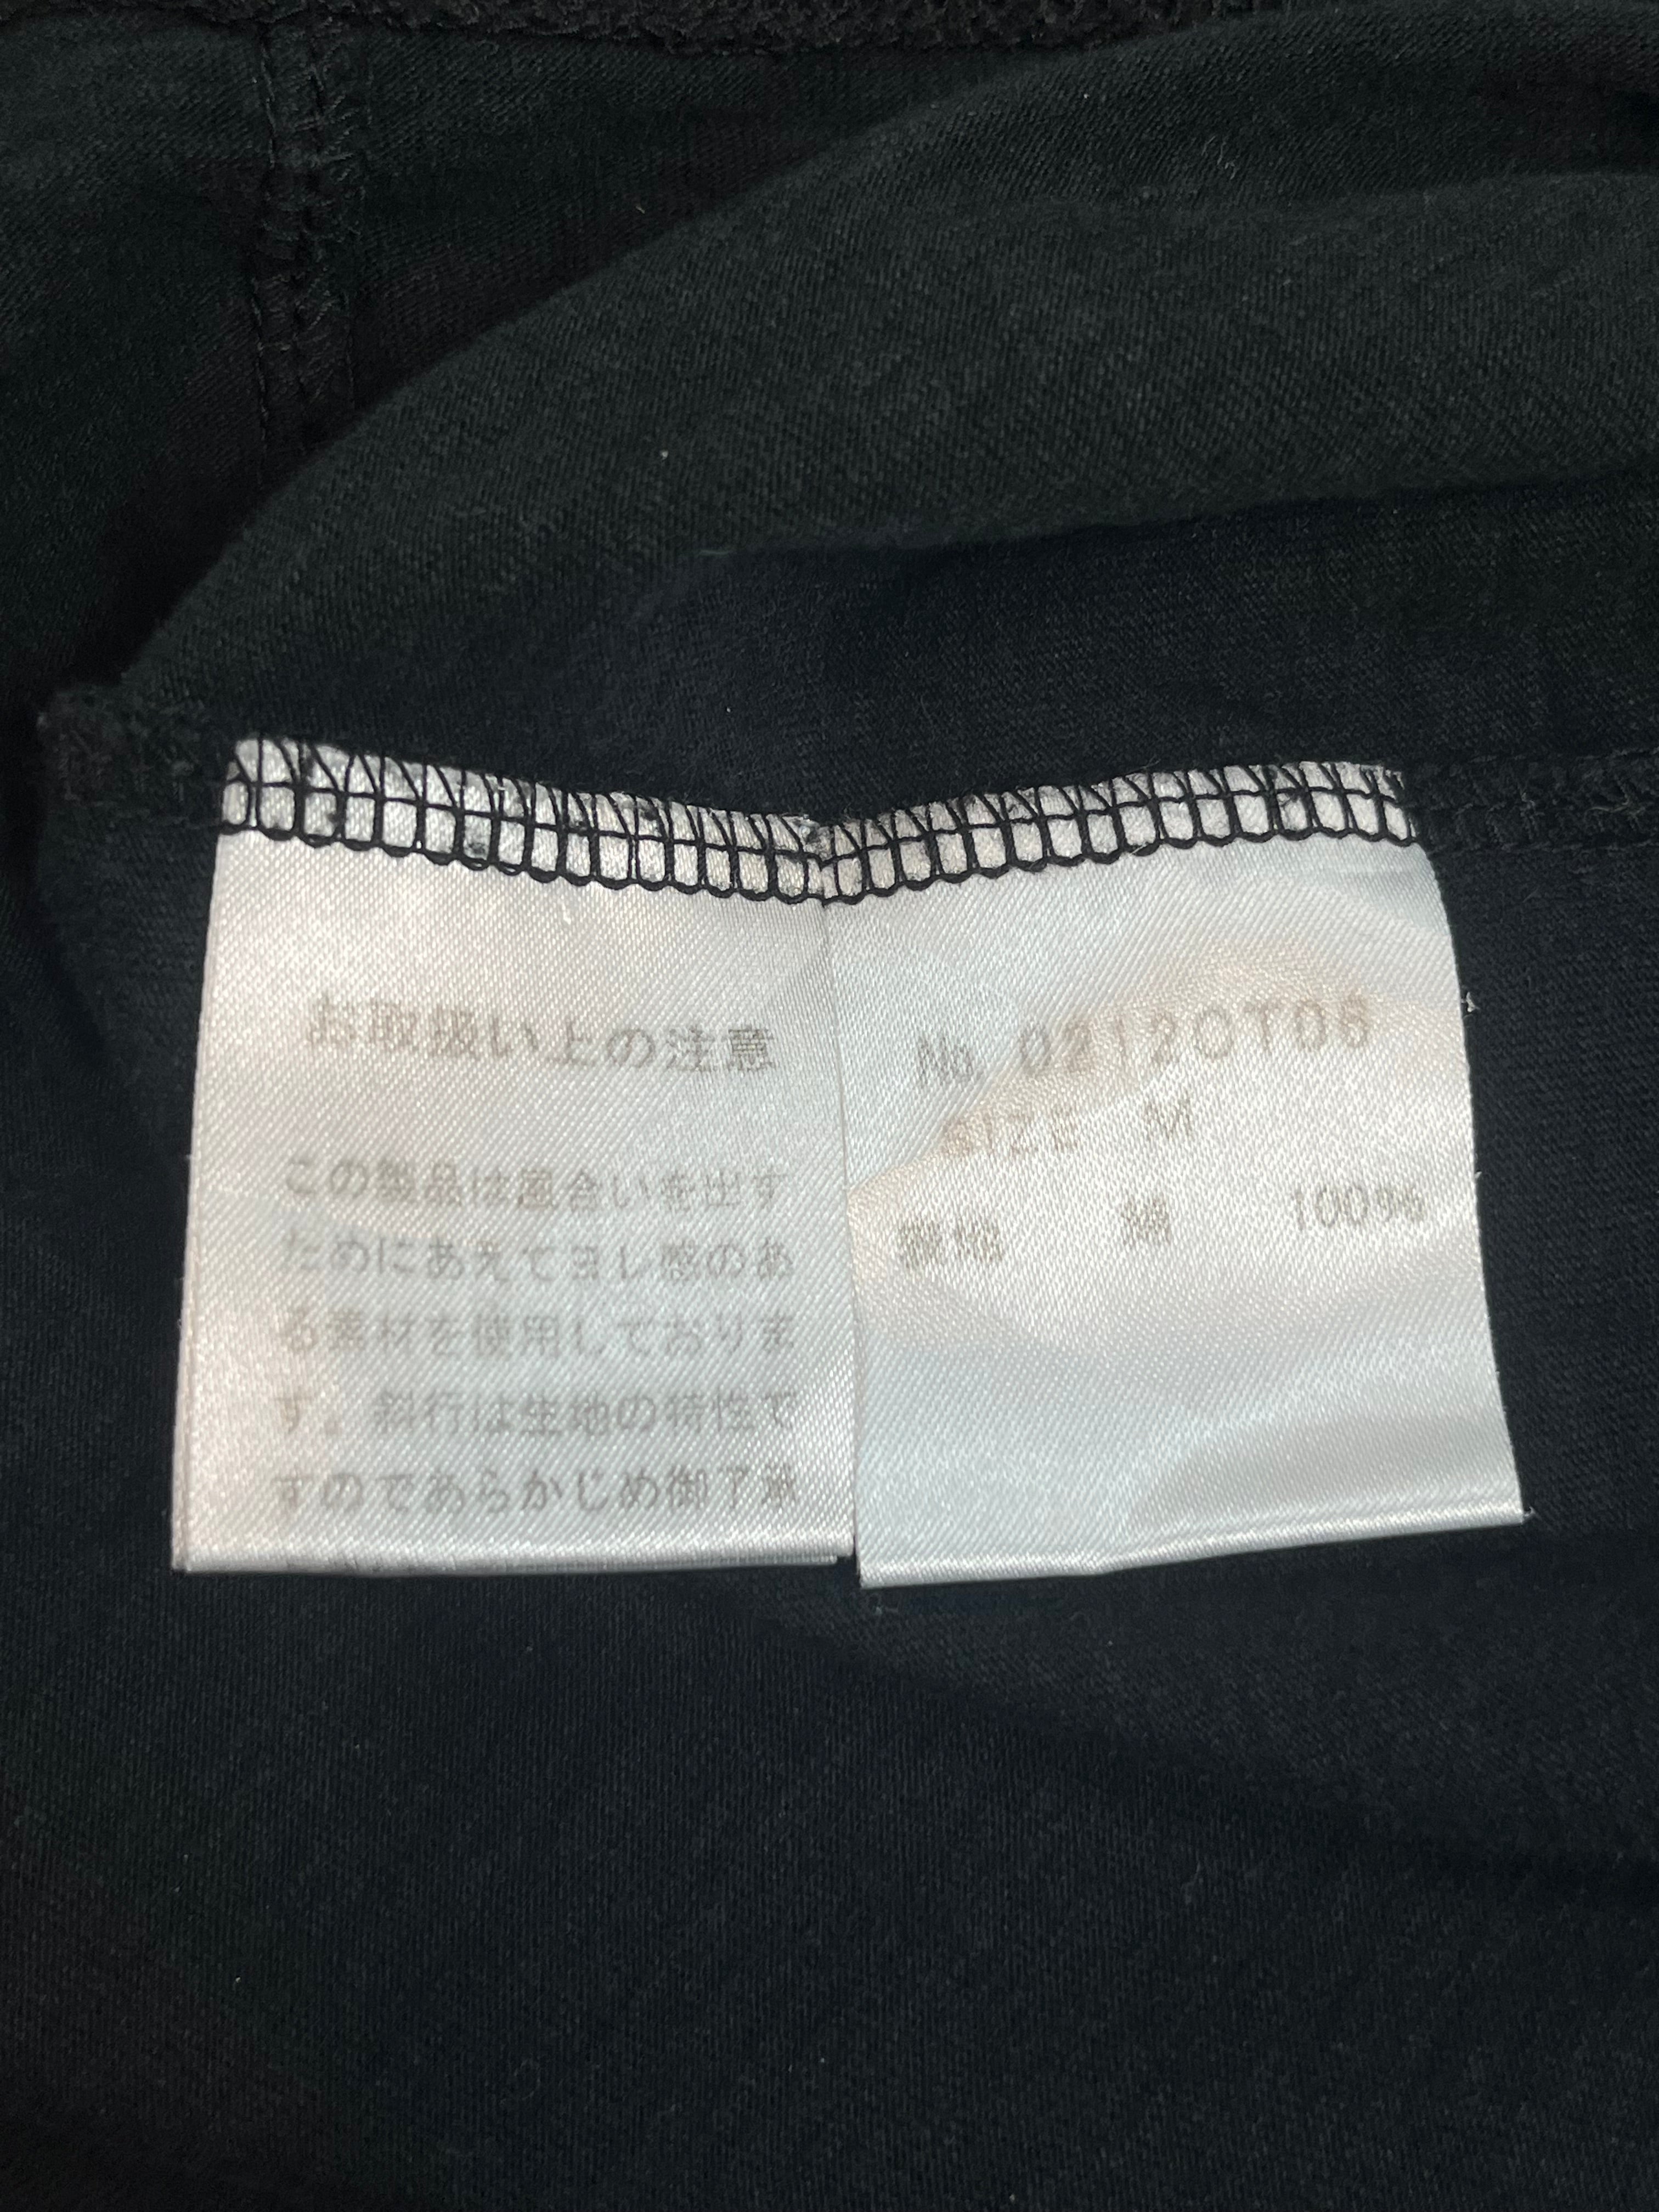 お取扱い上の注意
この製品は風合いを出す
ためにあえてヨレ感のあ
る素材を使用しておりま
す。斜行は生地の特性で
すのであらかじめ御了承
No. 0212OT06
SIZE M
綿 100%